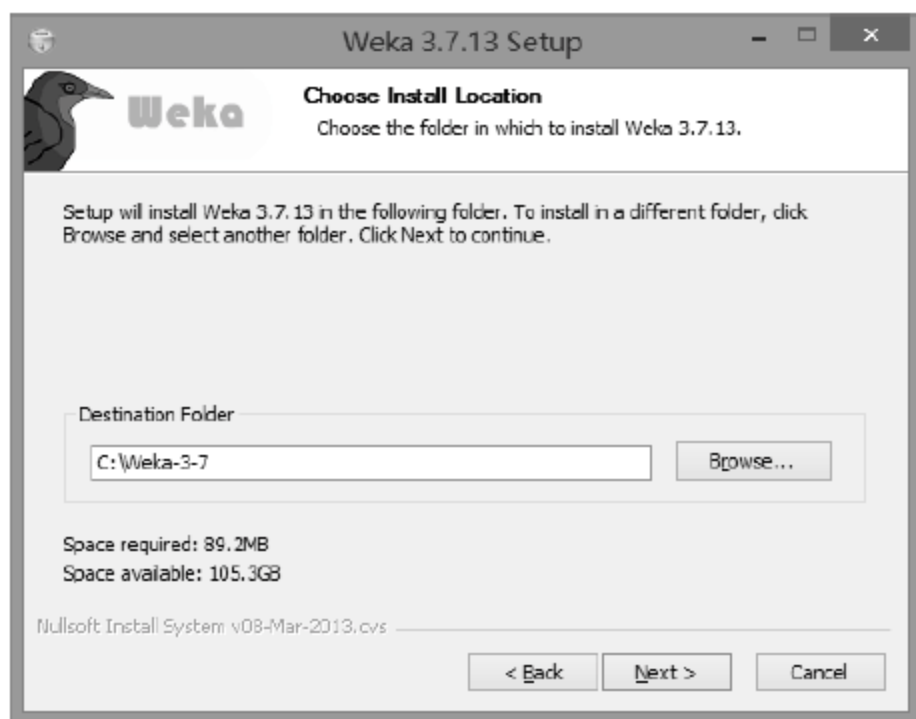 Weka 3.7.13 Setup
Weka
Choose Install Location
Choose the folder in which to install Weka 3.7.13.
Setup will install Weka 3.7.13 in the following folder. To install in a different folder, click
Browse and select another folder. Click Next to continue.
Destination Folder
C:\Weka-3-7
Browse...
Space required: 89.2MB
Space available: 105.3GB
Nullsoft Install System v08-Mar-2013.cvs
< Back
Next >
Cancel